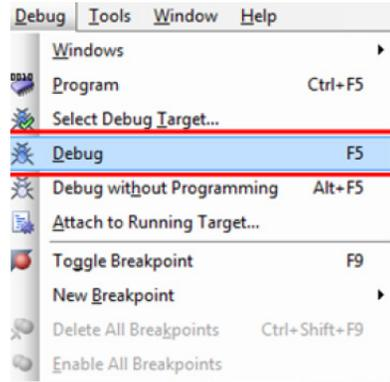 Debug Tools Window Help
Windows
Program Ctrl+F5
Select Debug Target...
Debug F5
Debug without Programming Alt+F5
Attach to Running Target...
Toggle Breakpoint F9
New Breakpoint
Delete All Breakpoints Ctrl+Shift+F9
Enable All Breakpoints